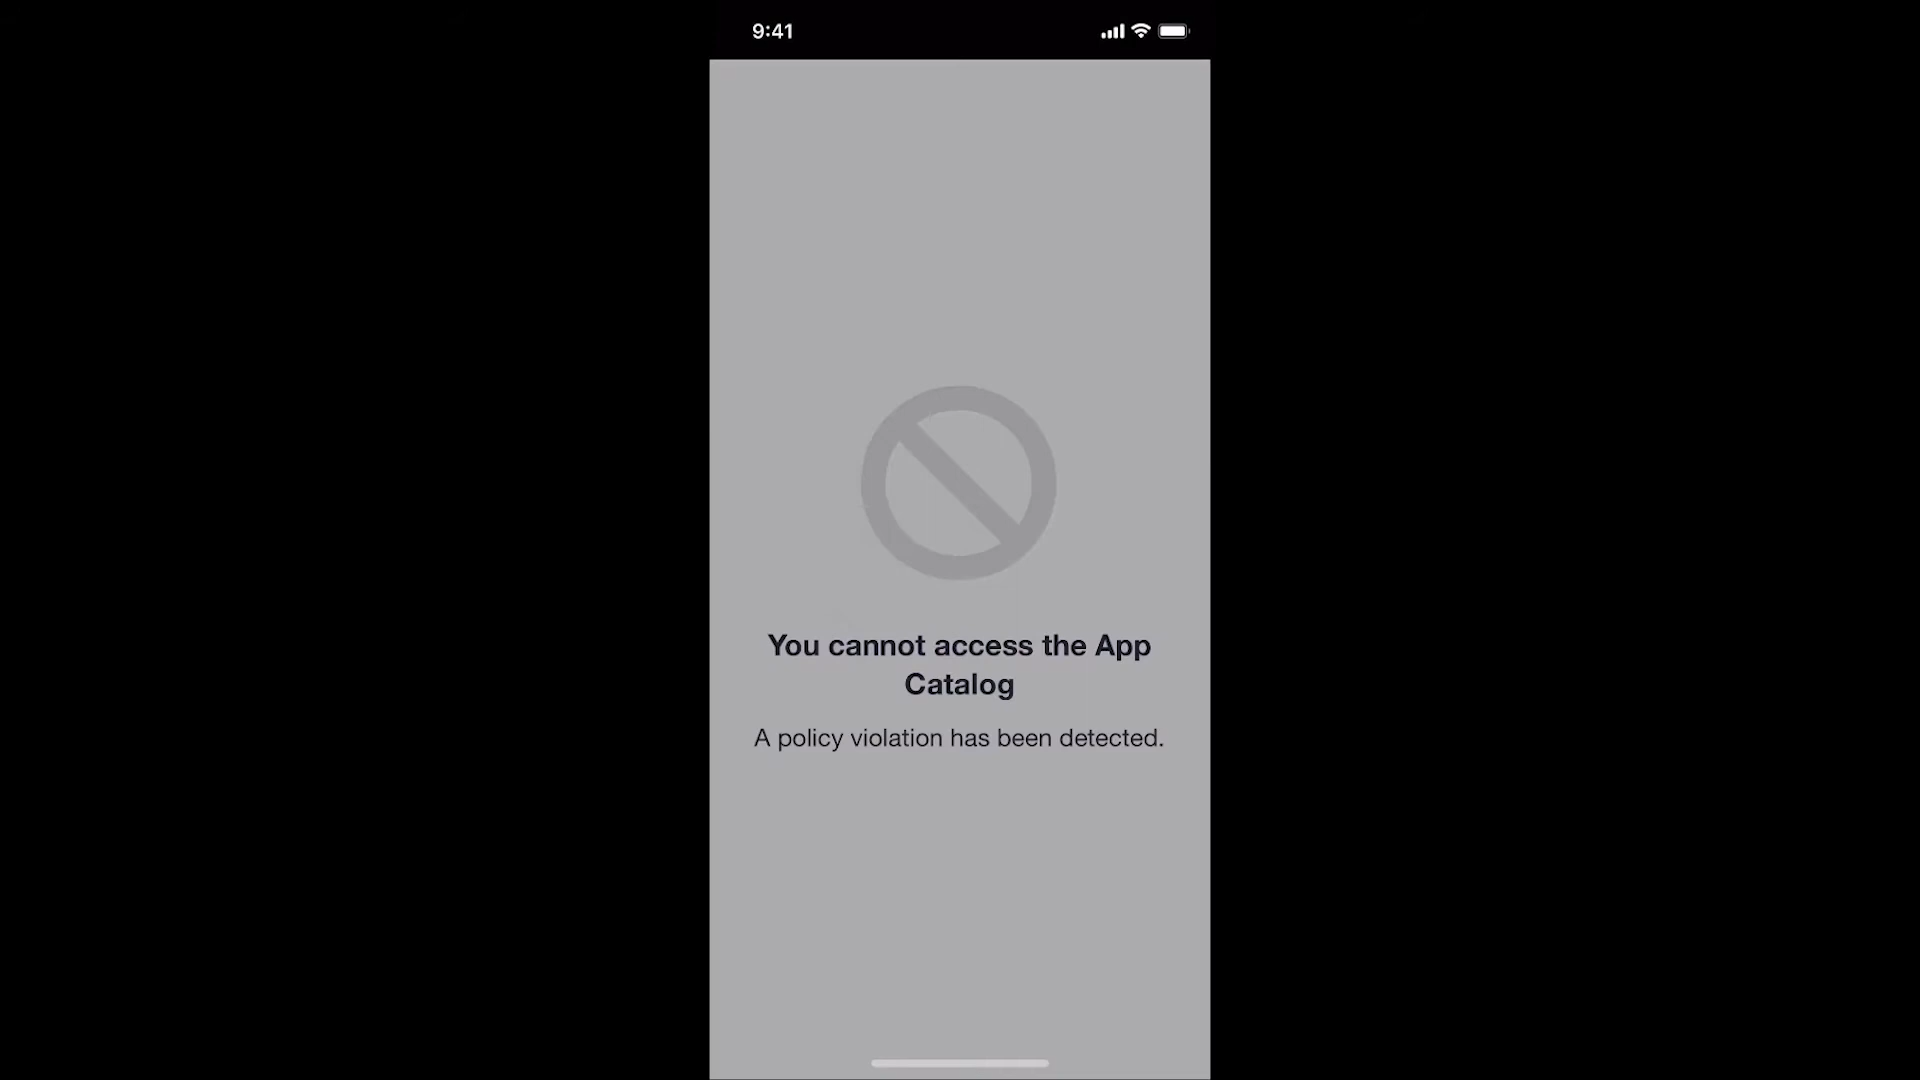 9:41
You cannot access the App
Catalog
A policy violation has been detected.